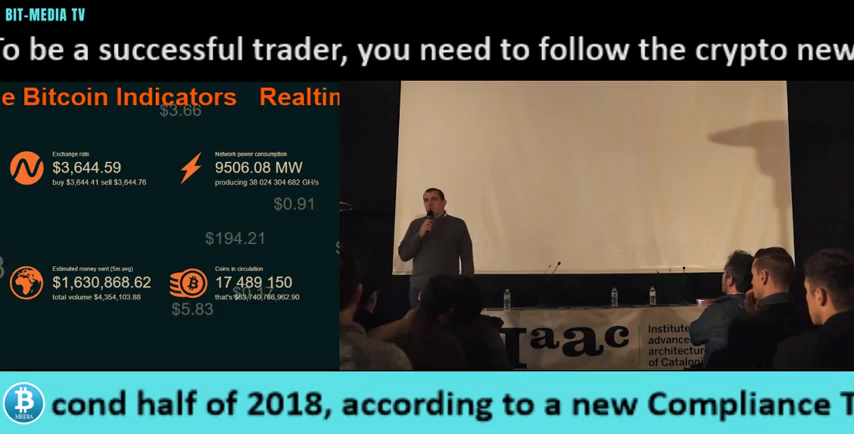 BIT-MEDIA TV
To be a successful trader, you need to follow the crypto new
e Bitcoin Indicators Realtin
$3.66
Exchange rate
$3,644.59
buy $3,644.41 sell $3,644.76
Network power consumption
9506.08 MW
producing 38 024 304 682 GH/s
$0.91
$194.21
Estimated money sent (5m avg)
$1,630,868.62
total volume $4,354,103.88
Coins in circulation
17 489 150
that's
$5.83
Maac
Institute
advance
architectur
of Catalon
MEDIA
cond half of 2018, according to a new Compliance T